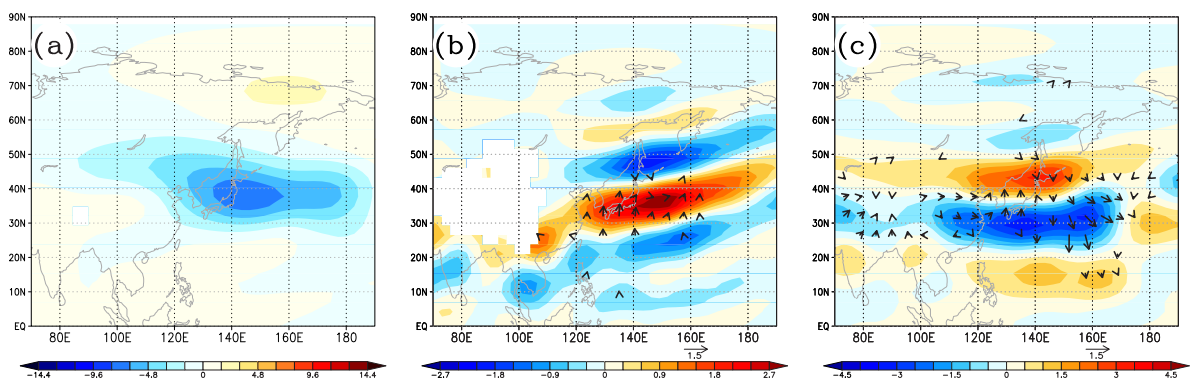 (a)
90N
80N
70N
60N
50N
40N
30N
20N
10N
EQ
80E 100E 120E 140E 160E 180
-14.4 -9.6 -4.8 0 4.8 9.6 14.4
(b)
90N
80N
70N
60N
50N
40N
30N
20N
10N
EQ
80E 100E 120E 140E 160E 180
1.5
-2.7 -1.8 -0.9 0 0.9 1.8 2.7
(c)
90N
80N
70N
60N
50N
40N
30N
20N
10N
EQ
80E 100E 120E 140E 160E 180
1.5
-4.5 -3 -1.5 0 1.5 3 4.5